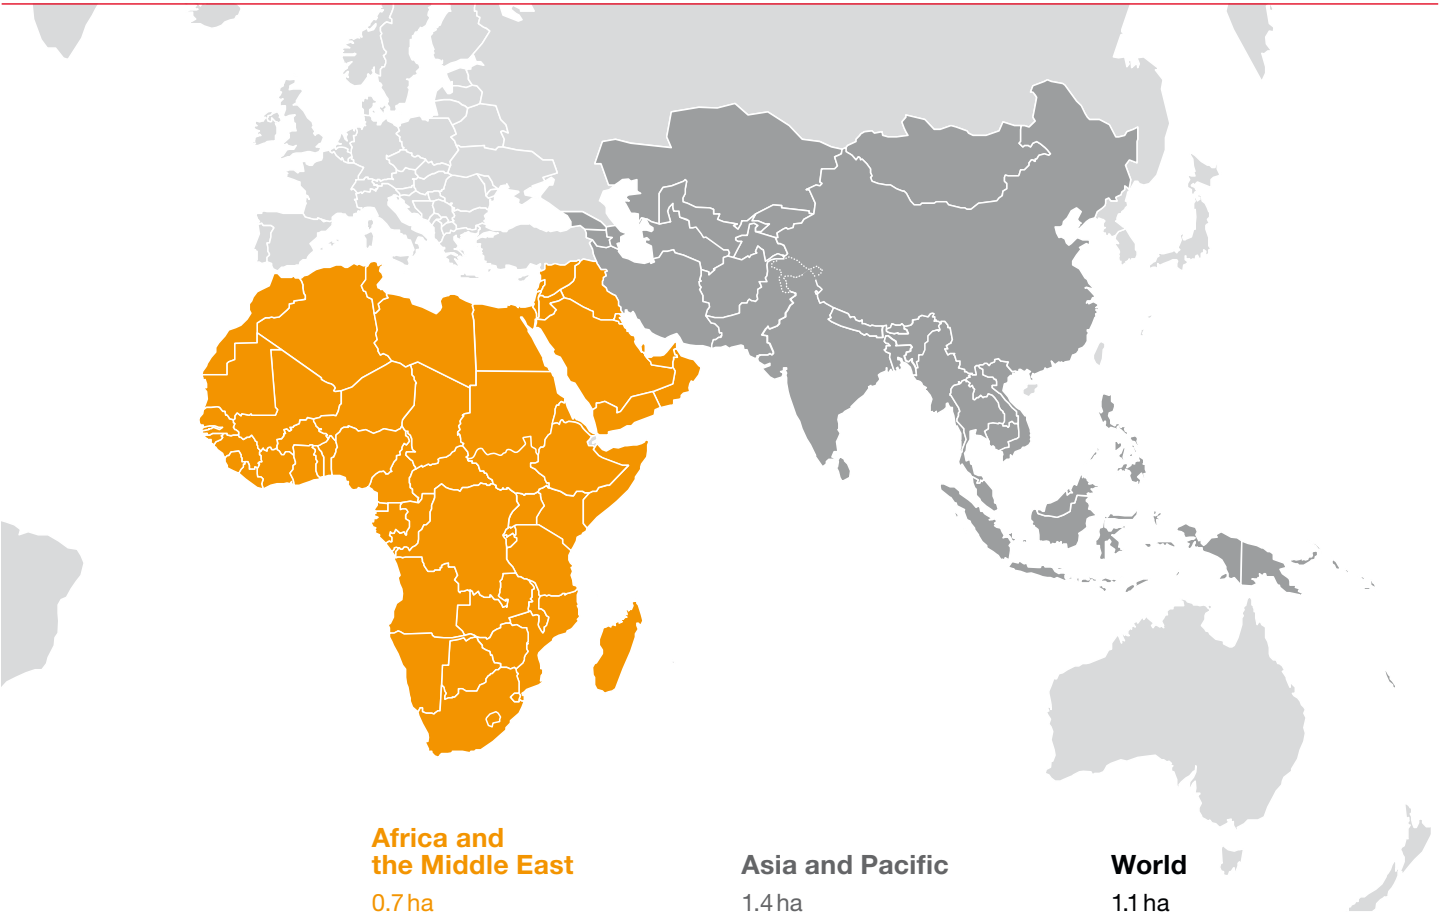 Africa and
the Middle East
0.7 ha
Asia and Pacific
1.4 ha
World
1.1 ha